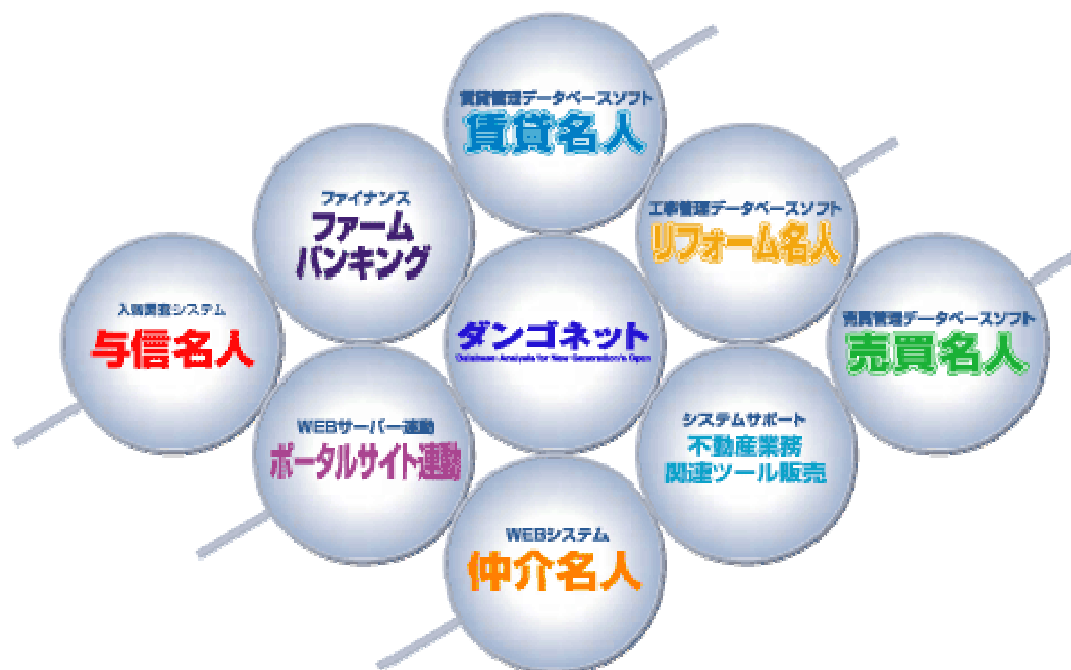 賃貸管理データベースソフト
賃貸名人
ファイナンス
ファーム
バンキング
工事管理データベースソフト
リフォーム名人
入居審査システム
与信名人
ダンゴネット
Database Analysis for New Generation's Open
売買管理データベースソフト
売買名人
WEBサーバー連動
ポータルサイト連動
システムサポート
不動産業務
関連ツール販売
WEBシステム
仲介名人